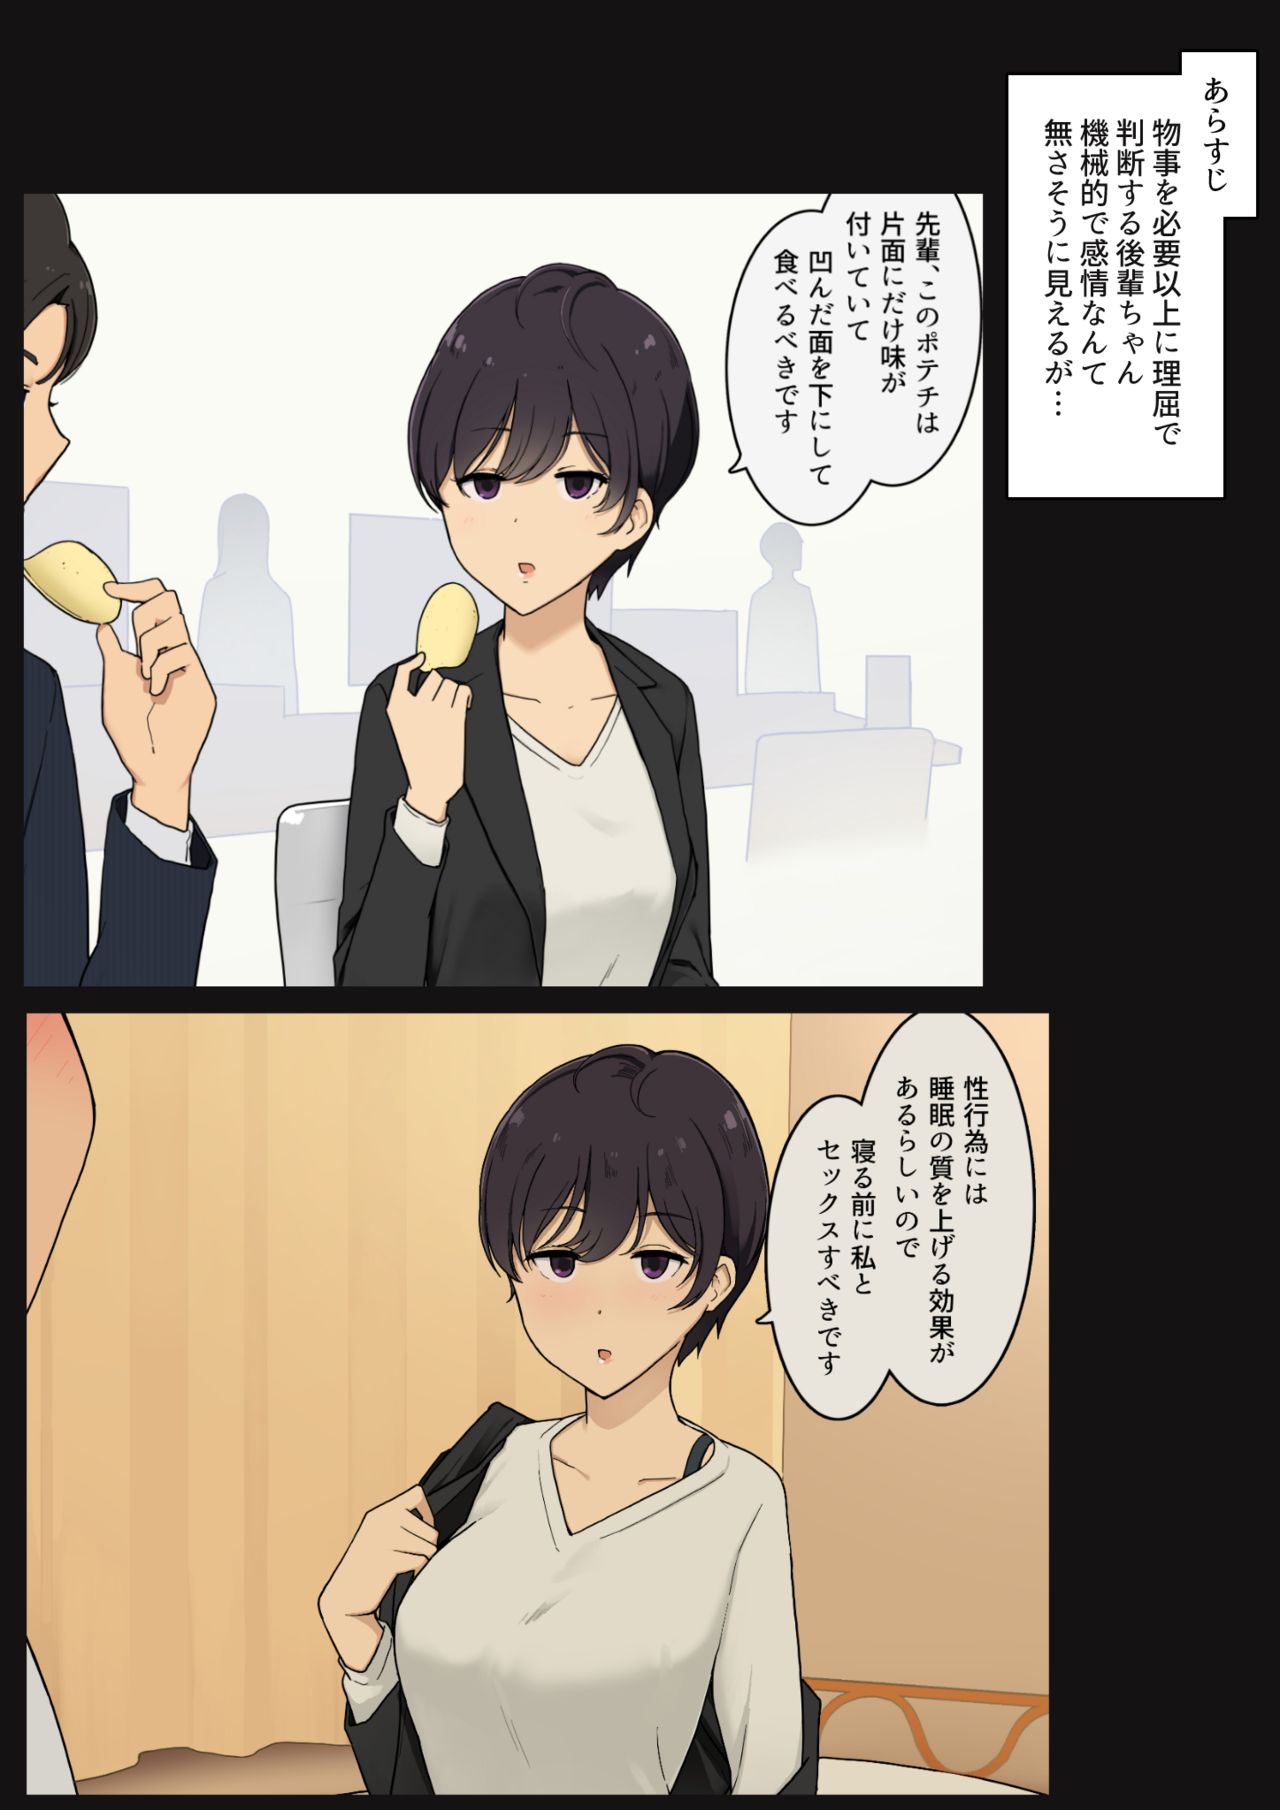 あらすじ
物事を必要以上に理屈で
判断する後輩ちゃん
機械的で感情なんて
無さそうに見えるが…
先輩、このポテチは
片面にだけ味が
付いていて
凹んだ面を下にして
食べるべきです
性行為には
睡眠の質を上げる効果が
あるらしいので
寝る前に私と
セックスすべきです